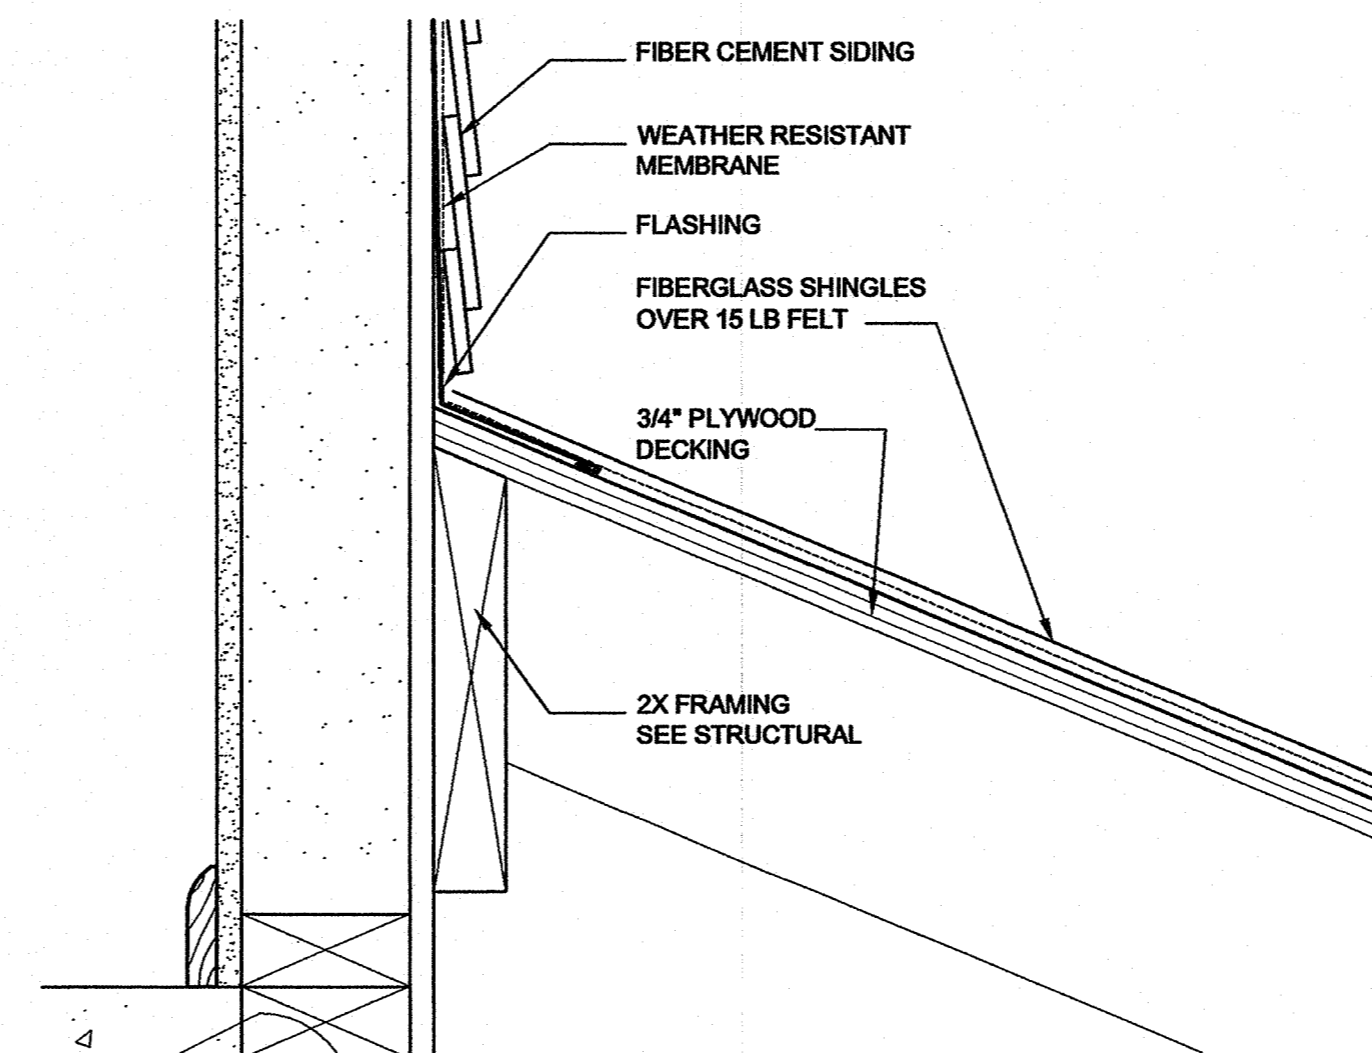 FIBER CEMENT SIDING
WEATHER RESISTANT
MEMBRANE
FLASHING
FIBERGLASS SHINGLES
OVER 15 LB FELT
3/4" PLYWOOD
DECKING
2X FRAMING
SEE STRUCTURAL